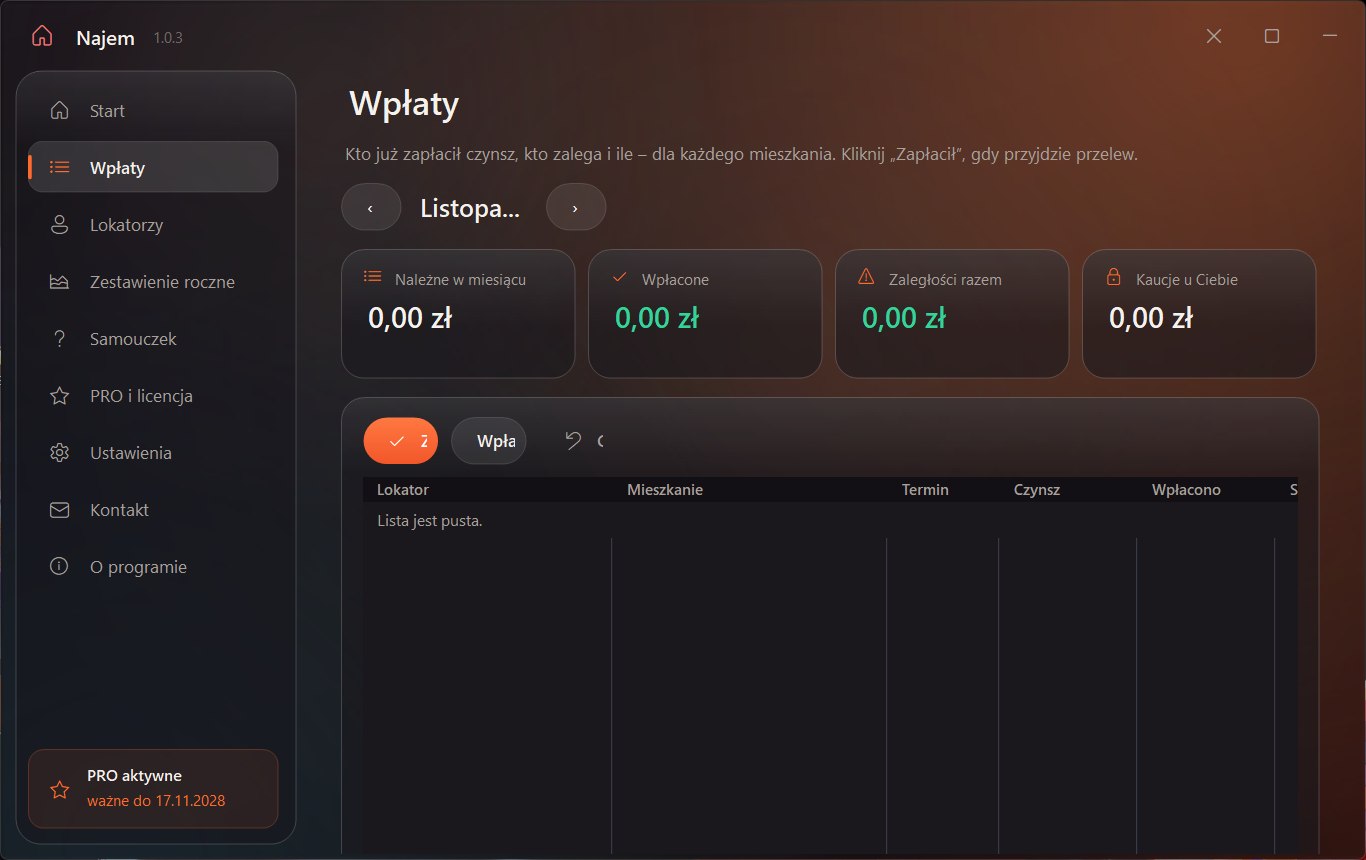 Najem 1.0.3
Start
Wpłaty
Lokatorzy
Zestawienie roczne
Samouczek
PRO i licencja
Ustawienia
Kontakt
O programie
PRO aktywne
ważne do 17.11.2028
Wpłaty
Kto już zapłacił czynsz, kto zalega i ile – dla każdego mieszkania. Kliknij „Zapłacił”, gdy przyjdzie przelew.
‹ Listopa... ›
Należne w miesiącu
0,00 zł
Wpłacone
0,00 zł
Zaległości razem
0,00 zł
Kaucje u Ciebie
0,00 zł
Z Wpła
Lokator Mieszkanie Termin Czynsz Wpłacono S
Lista jest pusta.